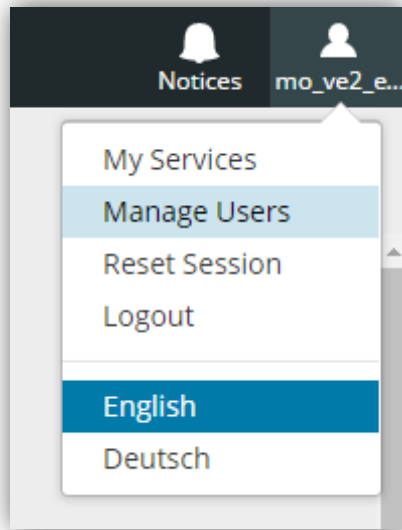 Notices mo_ve2_e...
My Services
Manage Users
Reset Session
Logout
English
Deutsch